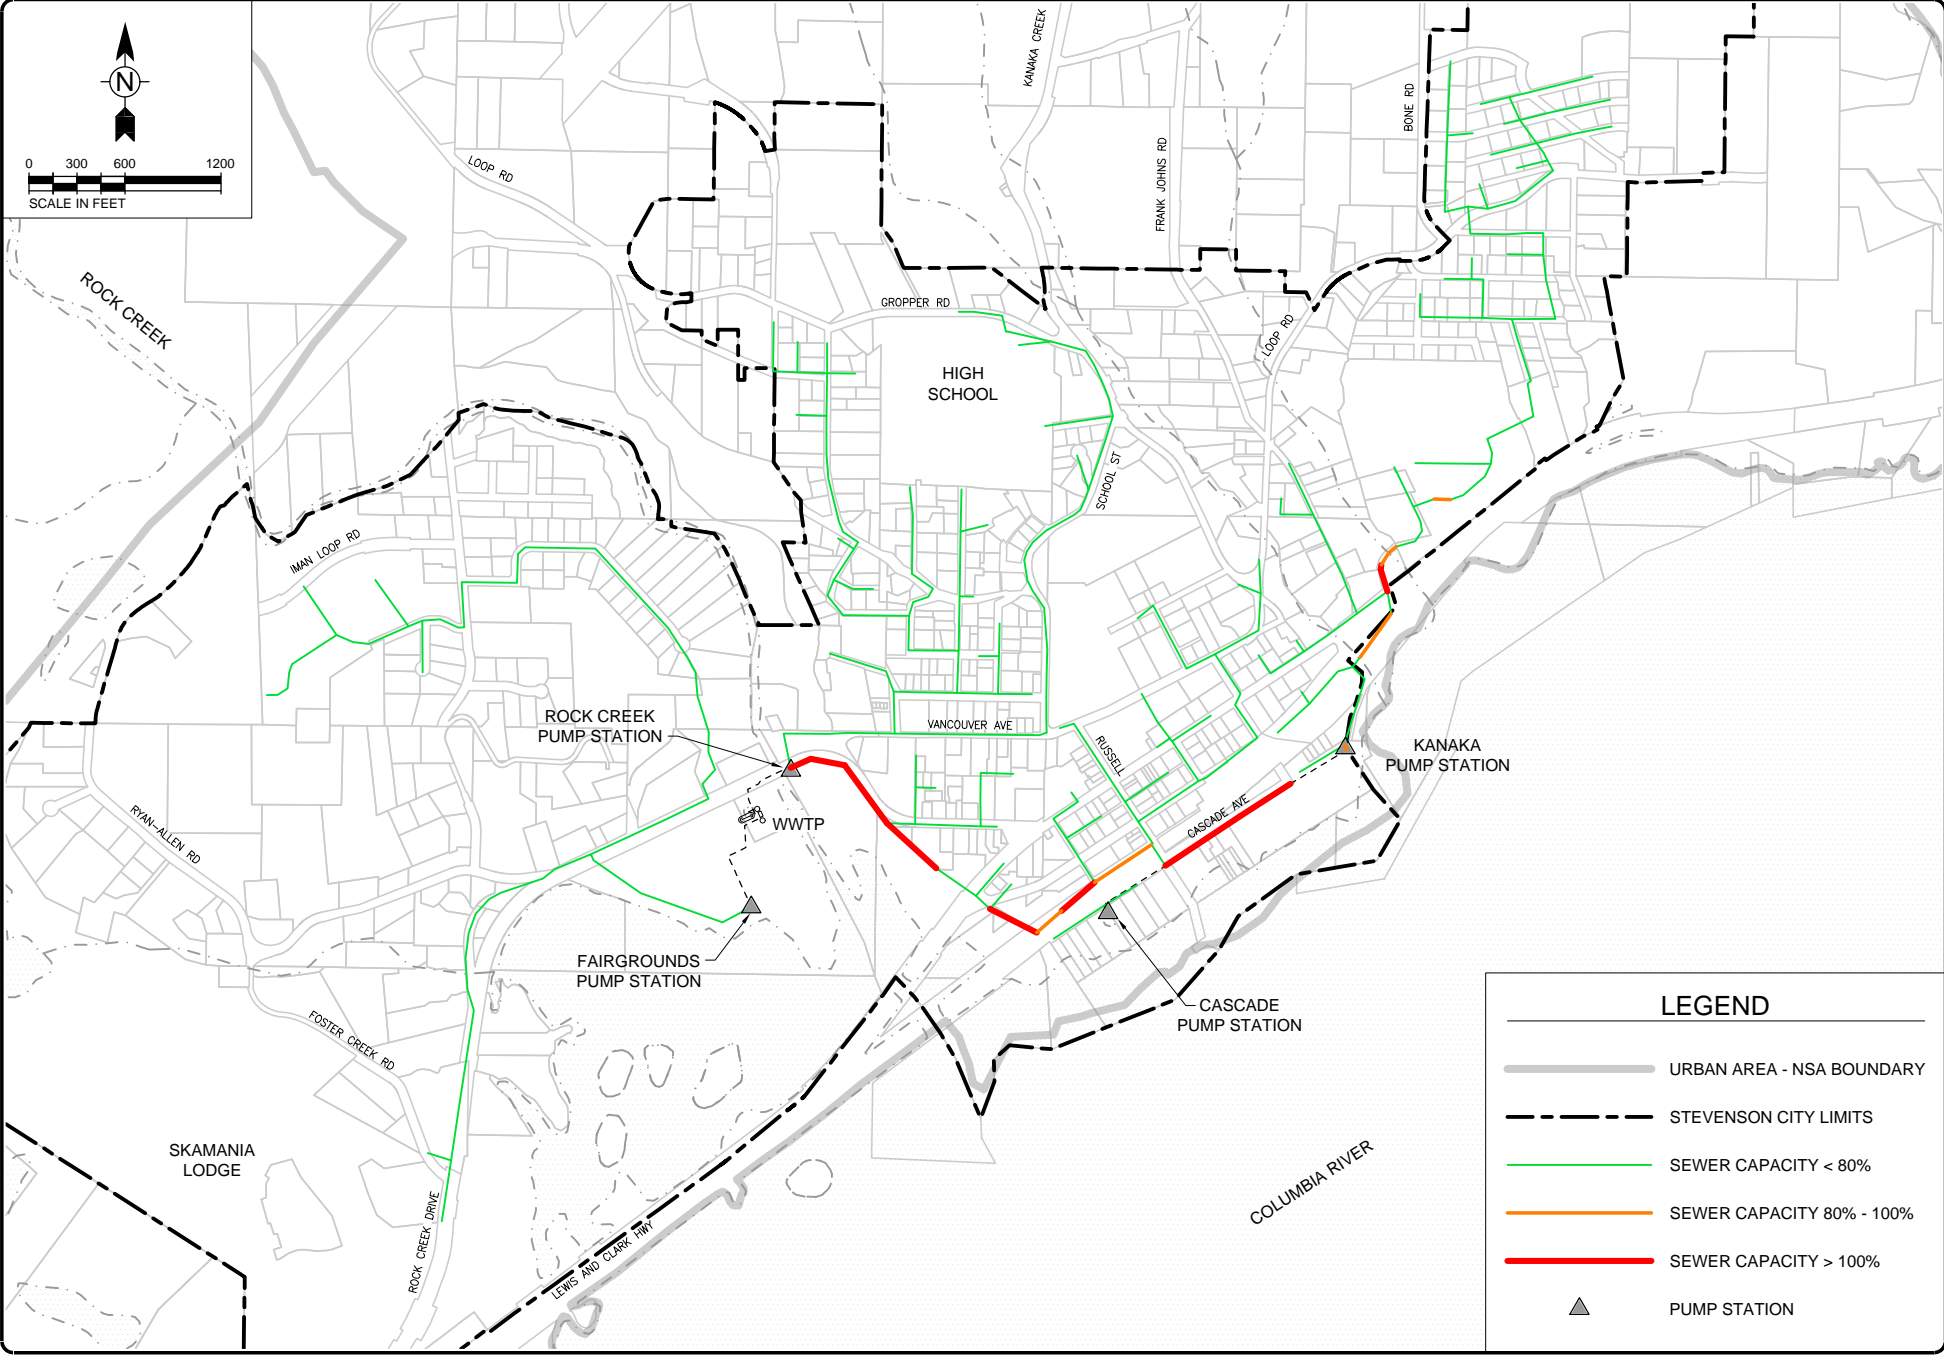 N
0 300 600 1200
SCALE IN FEET
LOOP RD
KANAKA CREEK
FRANK JOHNS RD
BONE RD
ROCK CREEK
GROPPER RD
LOOP RD
HIGH
SCHOOL
SCHOOL ST
IMAN LOOP RD
ROCK CREEK
PUMP STATION
VANCOUVER AVE
RUSSELL
KANAKA
PUMP STATION
CASCADE AVE
WWTP
RYAN-ALLEN RD
FAIRGROUNDS
PUMP STATION
CASCADE
PUMP STATION
FOSTER CREEK RD
SKAMANIA
LODGE
ROCK CREEK DRIVE
LEWIS AND CLARK HWY
COLUMBIA RIVER
LEGEND
URBAN AREA - NSA BOUNDARY
STEVENSON CITY LIMITS
SEWER CAPACITY < 80%
SEWER CAPACITY 80% - 100%
SEWER CAPACITY > 100%
PUMP STATION